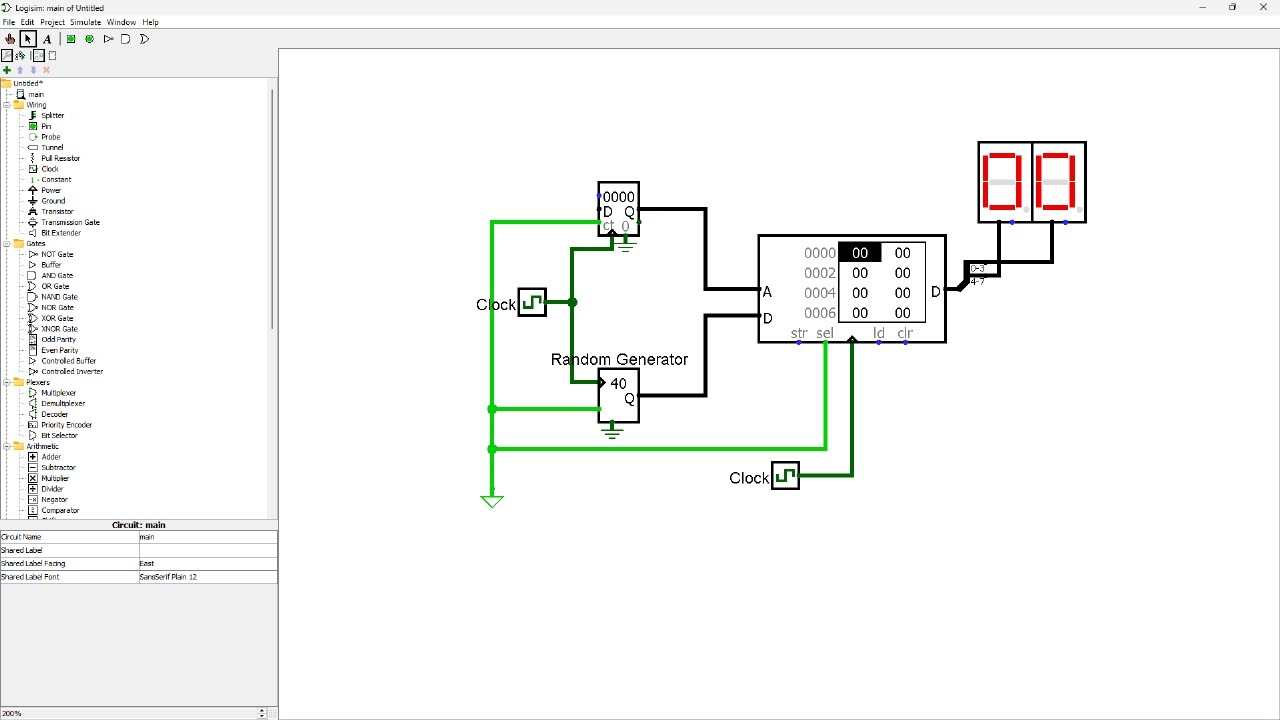 Logisim: main of Untitled
File Edit Project Simulate Window Help
A
Untitled*
main
Wiring
Splitter
Pin
Probe
Tunnel
Pull Resistor
Clock
Constant
Power
Ground
Transistor
Transmission Gate
Bit Extender
Gates
NOT Gate
Buffer
AND Gate
OR Gate
NAND Gate
NOR Gate
XOR Gate
XNOR Gate
Odd Parity
Even Parity
Controlled Buffer
Controlled Inverter
Plexers
Multiplexer
Demultiplexer
Decoder
Priority Encoder
Bit Selector
Arithmetic
Adder
Subtractor
Multiplier
Divider
Negator
Comparator
Circuit: main
Circuit Name main
Shared Label
Shared Label Facing East
Shared Label Font SansSerif Plain 12
200%
0000
D Q
ct 0
Clock
Random Generator
40
Q
Clock
A
D
0000 00 00
0002 00 00
0004 00 00
0006 00 00
D
str sel ld clr
0-3
4-7
00